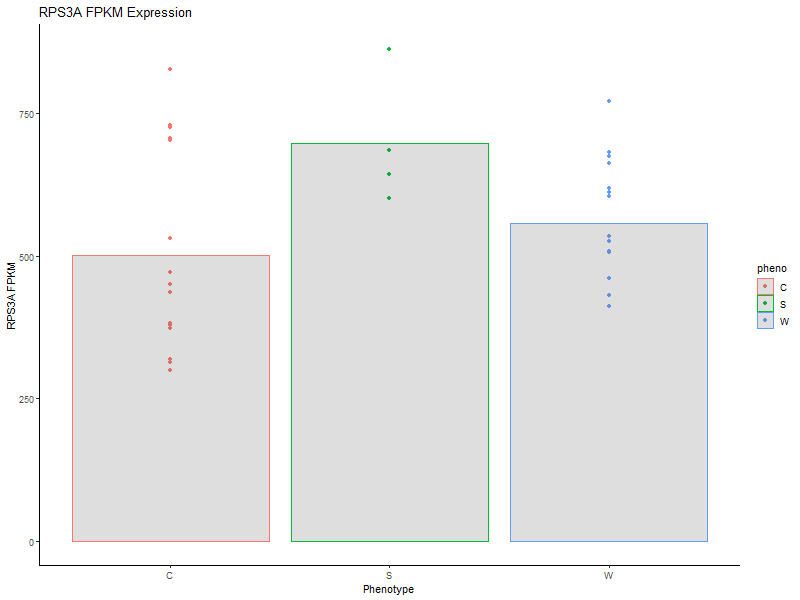 RPS3A FPKM Expression
RPS3A FPKM
750
500
250
0
C
S
W
Phenotype
pheno
C
S
W